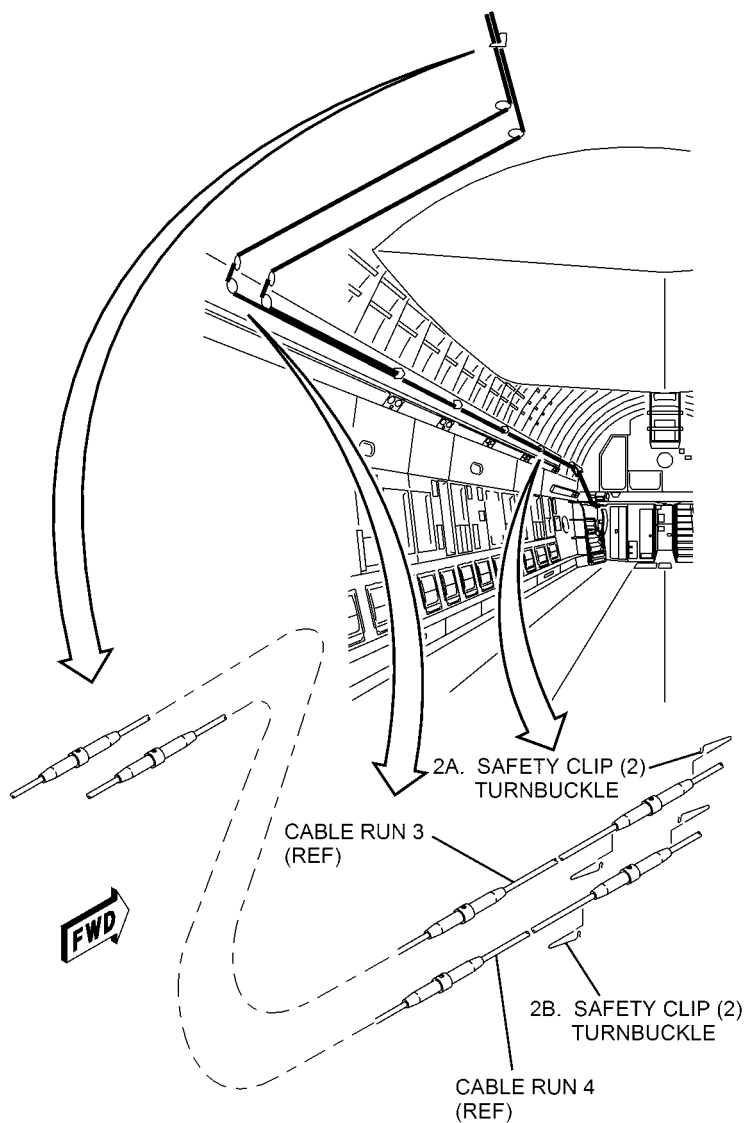 2A. SAFETY CLIP (2)
TURNBUCKLE
CABLE RUN 3
(REF)
FWD
2B. SAFETY CLIP (2)
TURNBUCKLE
CABLE RUN 4
(REF)